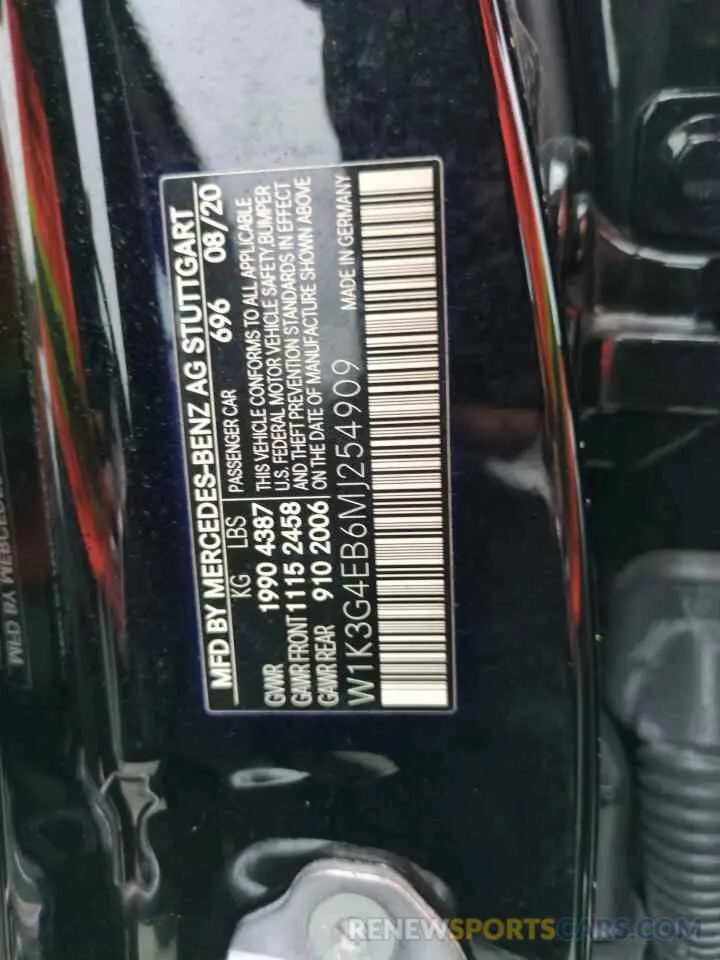 MFD BY MERCEDES-BENZ AG STUTTGART
KG LBS PASSENGER CAR 696 08/20
GWR 1990 4387
GAWR FRONT 1115 2458
GAWR REAR 910 2006
THIS VEHICLE CONFORMS TO ALL APPLICABLE
U.S. FEDERAL MOTOR VEHICLE SAFETY, BUMPER
AND THEFT PREVENTION STANDARDS IN EFFECT
ON THE DATE OF MANUFACTURE SHOWN ABOVE
W1K3G4EB6MJ254909 MADE IN GERMANY
RENEWSPORTSCARS.COM